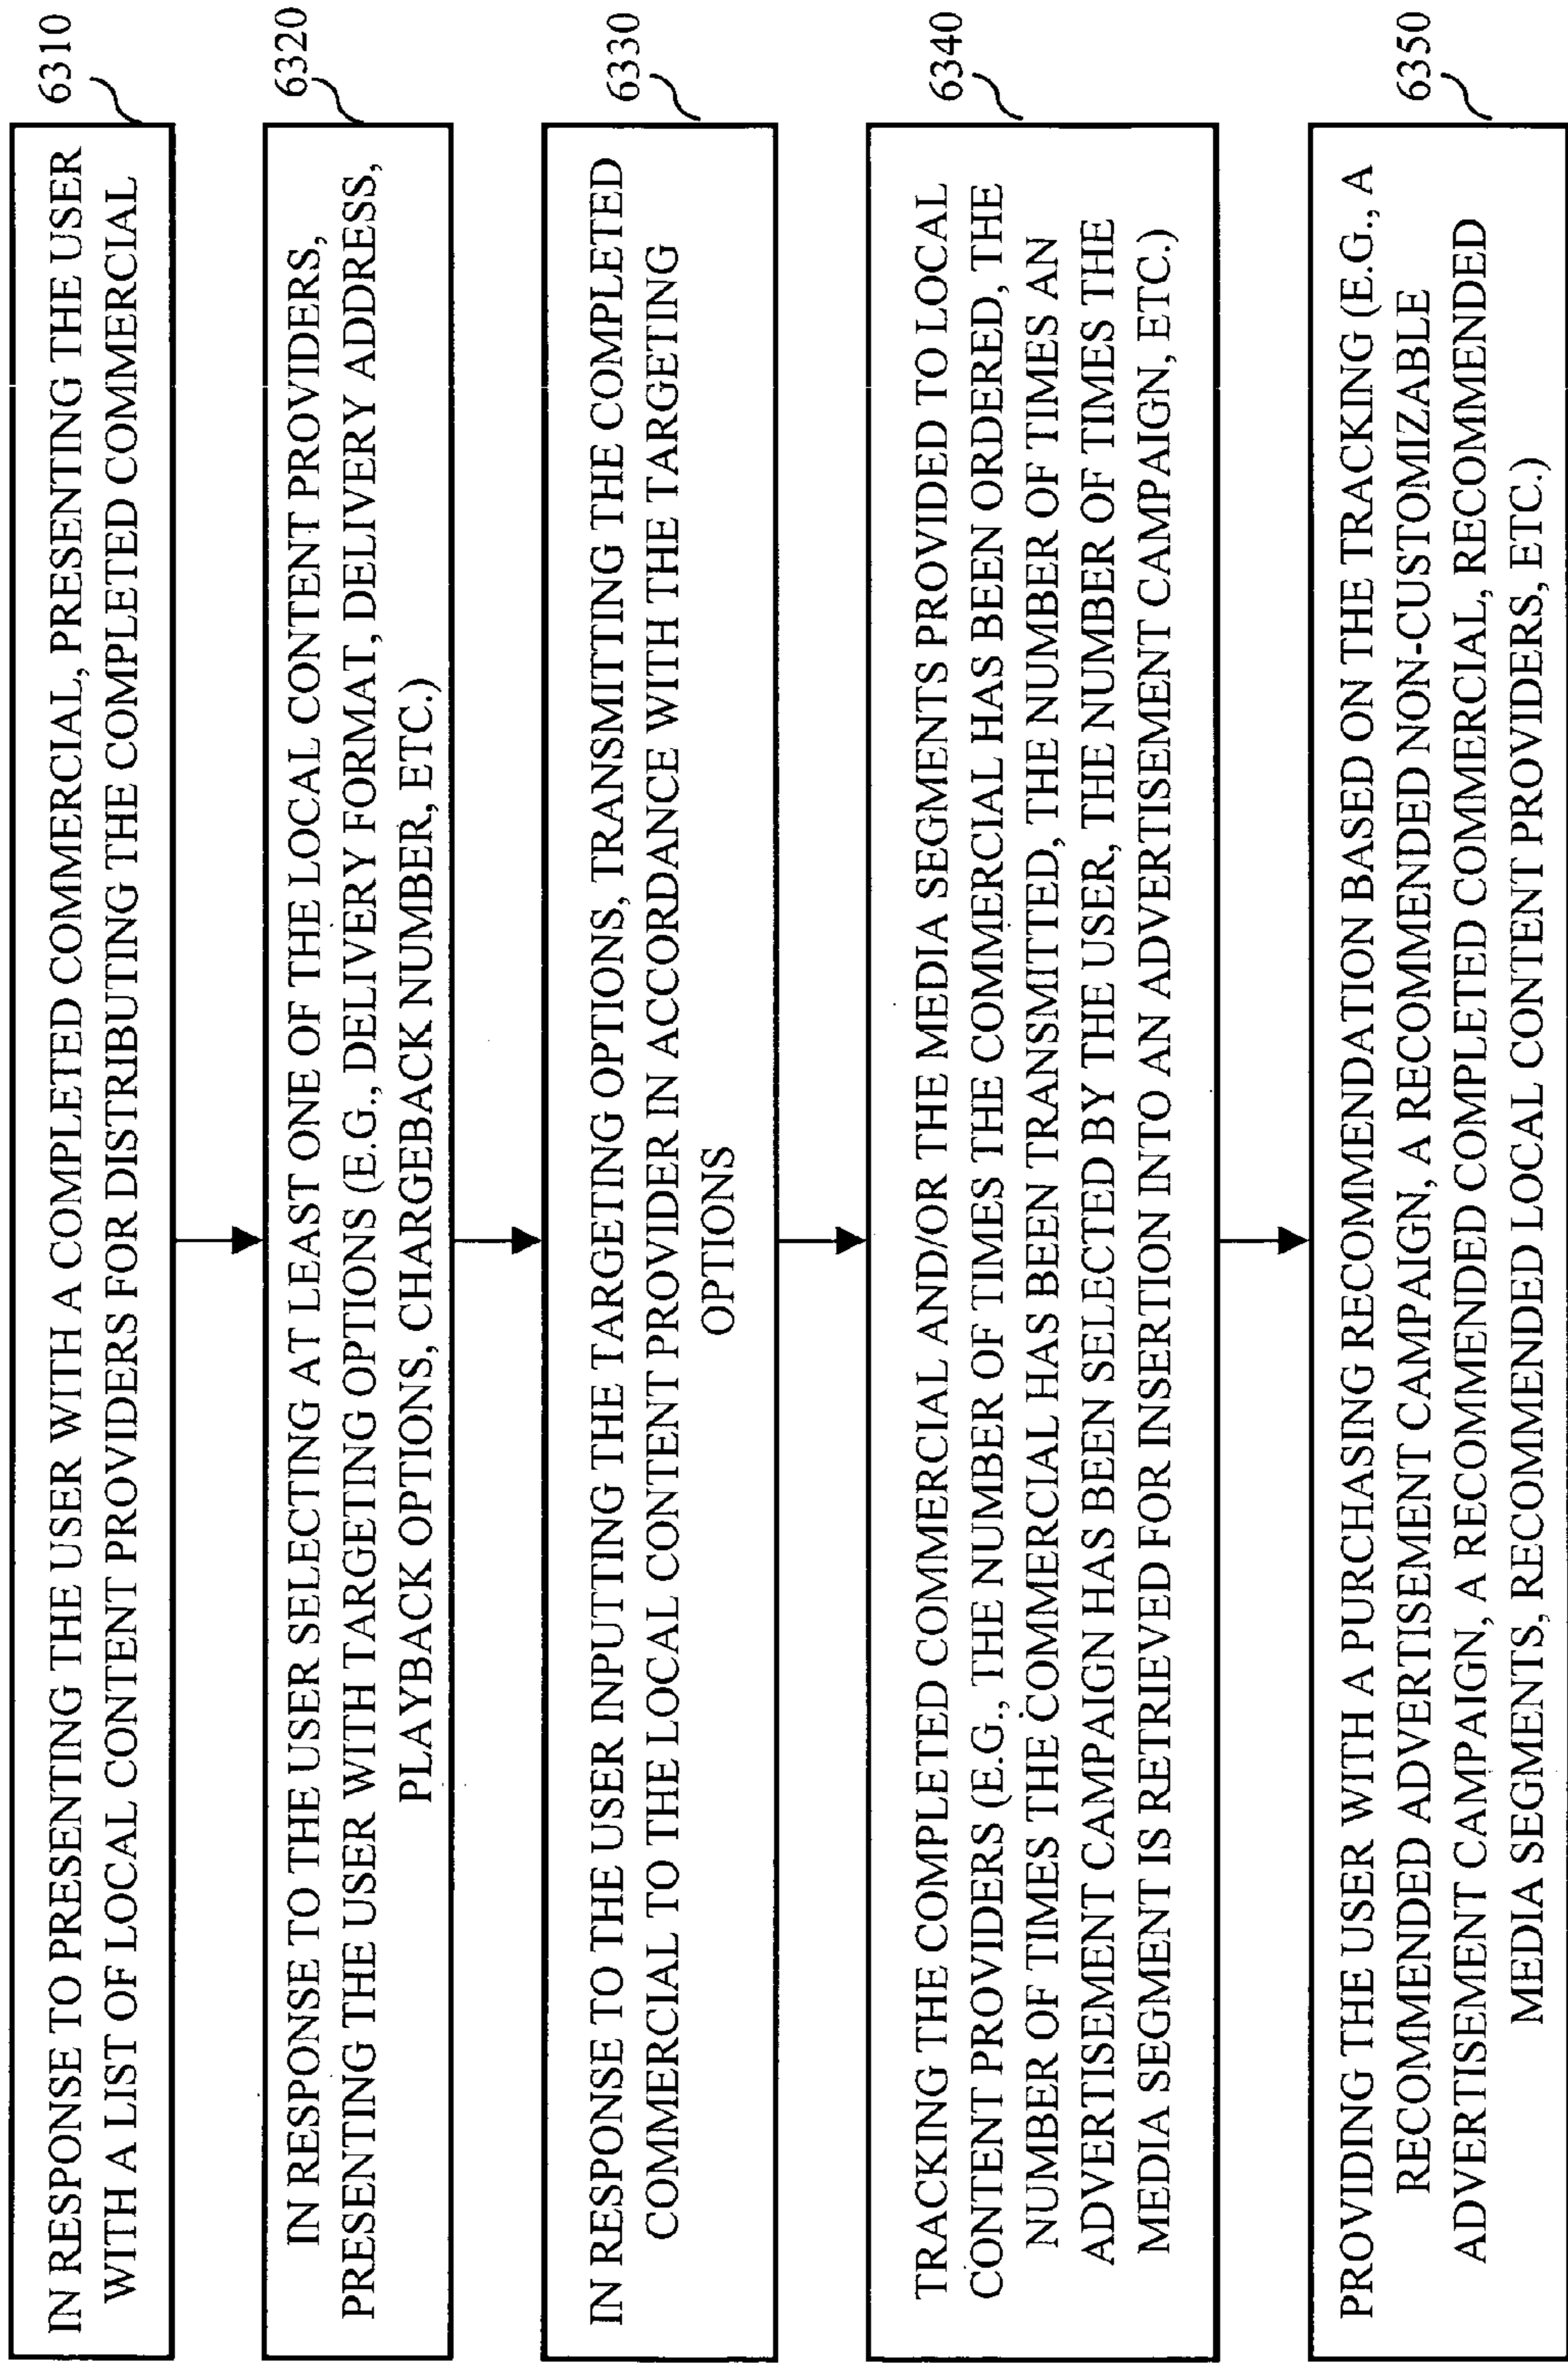 IN RESPONSE TO PRESENTING THE USER WITH A COMPLETED COMMERCIAL, PRESENTING THE USER
WITH A LIST OF LOCAL CONTENT PROVIDERS FOR DISTRIBUTING THE COMPLETED COMMERCIAL
6310
IN RESPONSE TO THE USER SELECTING AT LEAST ONE OF THE LOCAL CONTENT PROVIDERS,
PRESENTING THE USER WITH TARGETING OPTIONS (E.G., DELIVERY FORMAT, DELIVERY ADDRESS,
PLAYBACK OPTIONS, CHARGEBACK NUMBER, ETC.)
6320
IN RESPONSE TO THE USER INPUTTING THE TARGETING OPTIONS, TRANSMITTING THE COMPLETED
COMMERCIAL TO THE LOCAL CONTENT PROVIDER IN ACCORDANCE WITH THE TARGETING
OPTIONS
6330
TRACKING THE COMPLETED COMMERCIAL AND/OR THE MEDIA SEGMENTS PROVIDED TO LOCAL
CONTENT PROVIDERS (E.G., THE NUMBER OF TIMES THE COMMERCIAL HAS BEEN ORDERED, THE
NUMBER OF TIMES THE COMMERCIAL HAS BEEN TRANSMITTED, THE NUMBER OF TIMES AN
ADVERTISEMENT CAMPAIGN HAS BEEN SELECTED BY THE USER, THE NUMBER OF TIMES THE
MEDIA SEGMENT IS RETRIEVED FOR INSERTION INTO AN ADVERTISEMENT CAMPAIGN, ETC.)
6340
PROVIDING THE USER WITH A PURCHASING RECOMMENDATION BASED ON THE TRACKING (E.G., A
RECOMMENDED ADVERTISEMENT CAMPAIGN, A RECOMMENDED NON-CUSTOMIZABLE
ADVERTISEMENT CAMPAIGN, A RECOMMENDED COMPLETED COMMERCIAL, RECOMMENDED
MEDIA SEGMENTS, RECOMMENDED LOCAL CONTENT PROVIDERS, ETC.)
6350